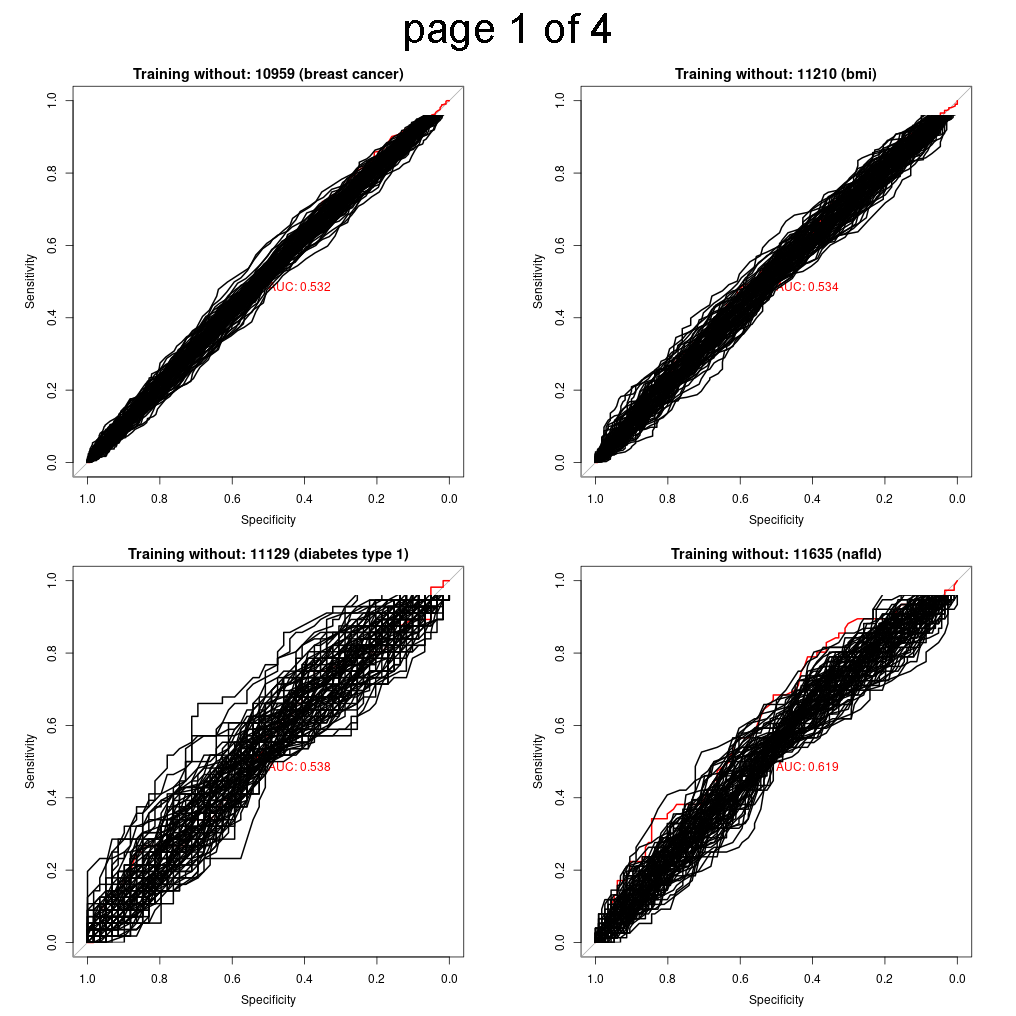 page 1 of 4
Training without: 10959 (breast cancer)
1.0
0.8
0.6
0.4
0.2
0.0
Sensitivity
AUC: 0.532
1.0 0.8 0.6 0.4 0.2 0.0
Specificity
Training without: 11210 (bmi)
1.0
0.8
0.6
0.4
0.2
0.0
Sensitivity
AUC: 0.534
1.0 0.8 0.6 0.4 0.2 0.0
Specificity
Training without: 11129 (diabetes type 1)
1.0
0.8
0.6
0.4
0.2
0.0
Sensitivity
AUC: 0.538
1.0 0.8 0.6 0.4 0.2 0.0
Specificity
Training without: 11635 (nafld)
1.0
0.8
0.6
0.4
0.2
0.0
Sensitivity
AUC: 0.619
1.0 0.8 0.6 0.4 0.2 0.0
Specificity